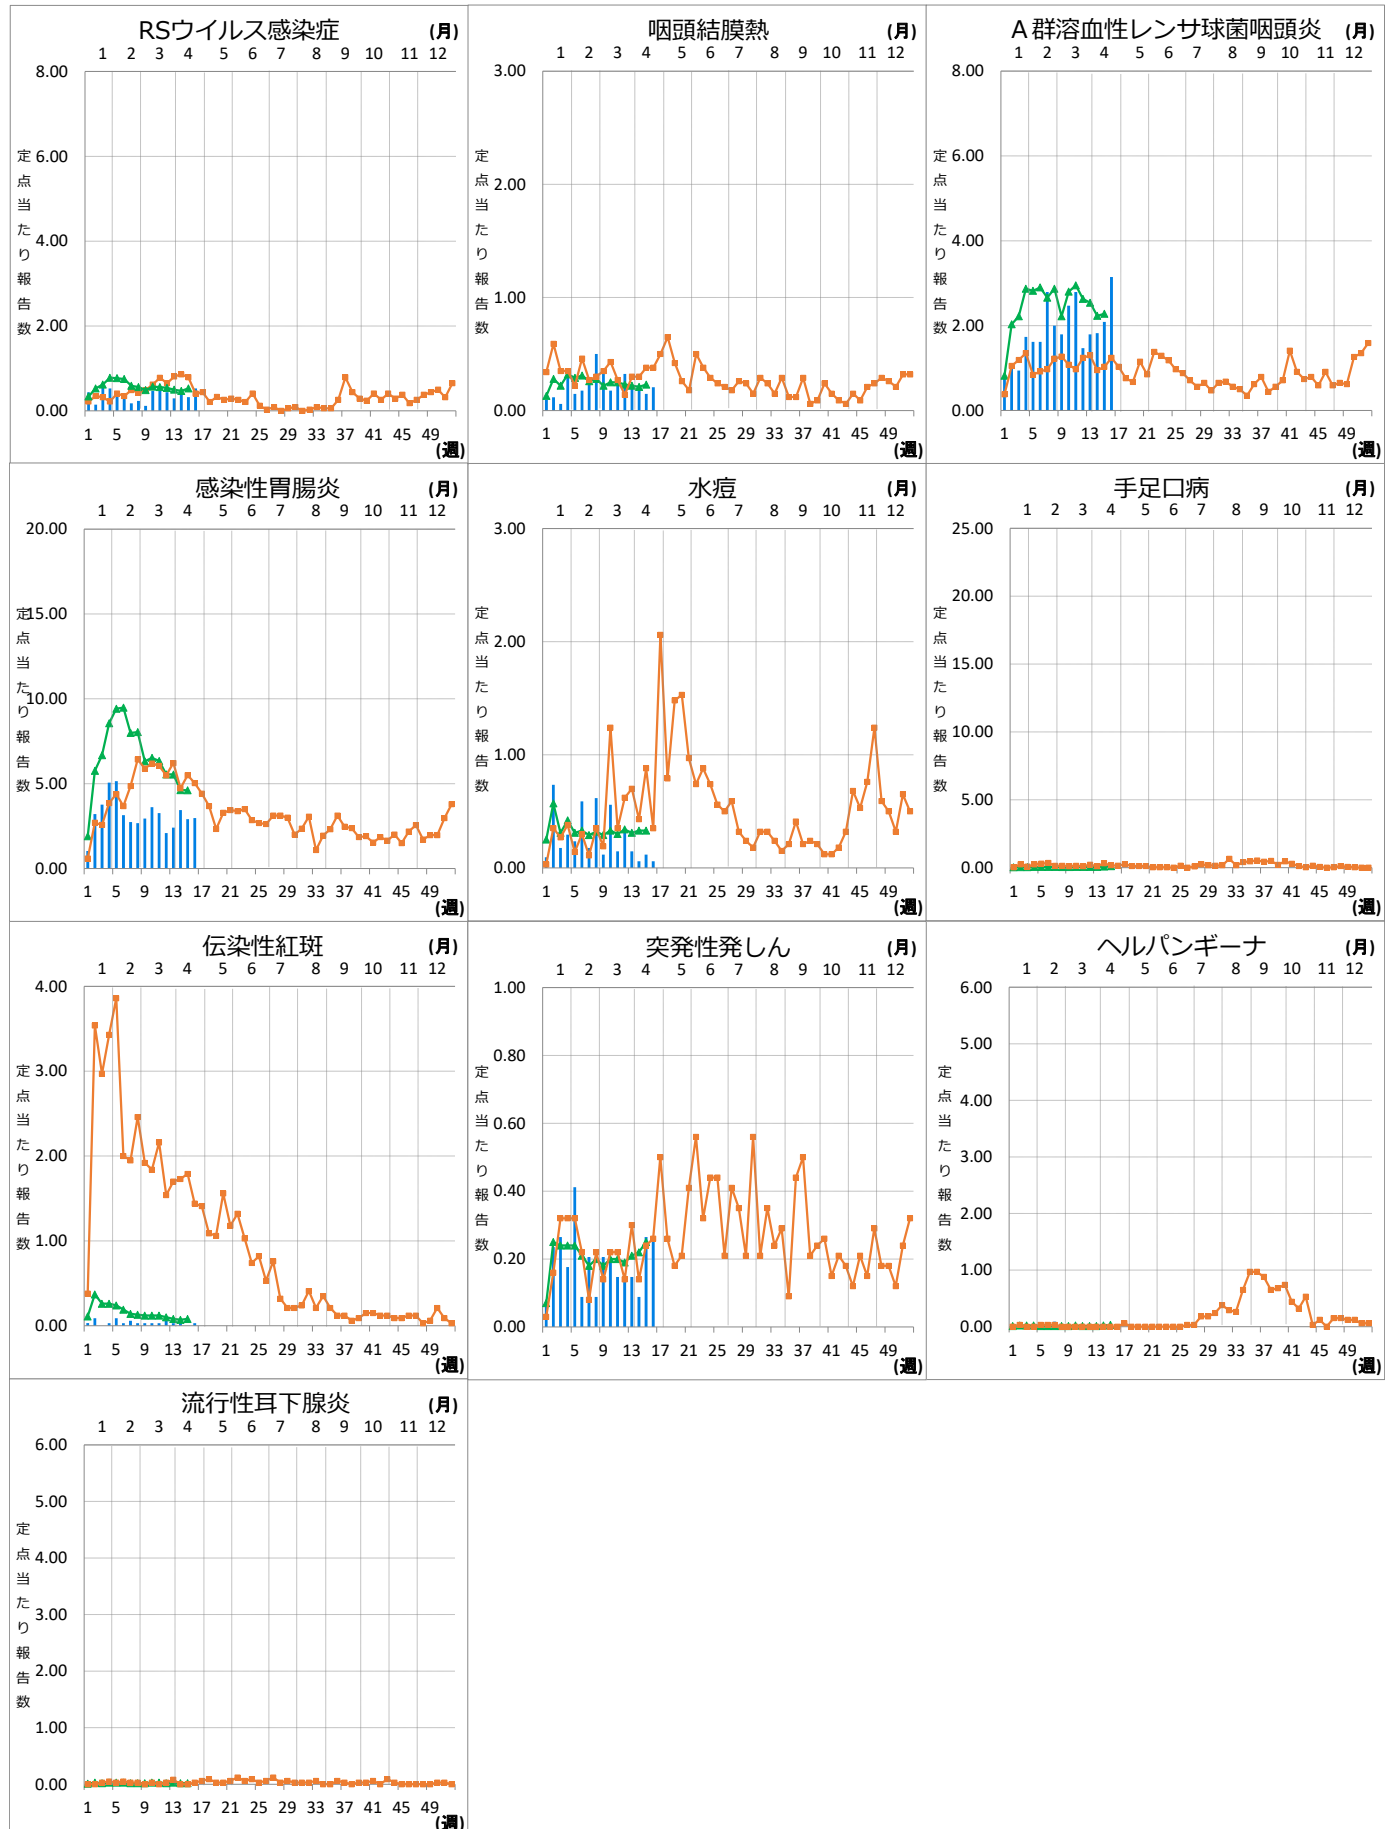 RSウイルス感染症
(月)
1 2 3 4 5 6 7 8 9 10 11 12
定点当たり報告数
8.00
6.00
4.00
2.00
0.00
1 5 9 13 17 21 25 29 33 37 41 45 49
(週)
咽頭結膜熱
(月)
1 2 3 4 5 6 7 8 9 10 11 12
定点当たり報告数
3.00
2.00
1.00
0.00
1 5 9 13 17 21 25 29 33 37 41 45 49
(週)
A群溶血性レンサ球菌咽頭炎
(月)
1 2 3 4 5 6 7 8 9 10 11 12
定点当たり報告数
8.00
6.00
4.00
2.00
0.00
1 5 9 13 17 21 25 29 33 37 41 45 49
(週)
感染性胃腸炎
(月)
1 2 3 4 5 6 7 8 9 10 11 12
定点当たり報告数
20.00
15.00
10.00
5.00
0.00
1 5 9 13 17 21 25 29 33 37 41 45 49
(週)
水痘
(月)
1 2 3 4 5 6 7 8 9 10 11 12
定点当たり報告数
3.00
2.00
1.00
0.00
1 5 9 13 17 21 25 29 33 37 41 45 49
(週)
手足口病
(月)
1 2 3 4 5 6 7 8 9 10 11 12
定点当たり報告数
25.00
20.00
15.00
10.00
5.00
0.00
1 5 9 13 17 21 25 29 33 37 41 45 49
(週)
伝染性紅斑
(月)
1 2 3 4 5 6 7 8 9 10 11 12
定点当たり報告数
4.00
3.00
2.00
1.00
0.00
1 5 9 13 17 21 25 29 33 37 41 45 49
(週)
突発性発しん
(月)
1 2 3 4 5 6 7 8 9 10 11 12
定点当たり報告数
1.00
0.80
0.60
0.40
0.20
0.00
1 5 9 13 17 21 25 29 33 37 41 45 49
(週)
ヘルパンギーナ
(月)
1 2 3 4 5 6 7 8 9 10 11 12
定点当たり報告数
6.00
5.00
4.00
3.00
2.00
1.00
0.00
1 5 9 13 17 21 25 29 33 37 41 45 49
(週)
流行性耳下腺炎
(月)
1 2 3 4 5 6 7 8 9 10 11 12
定点当たり報告数
6.00
5.00
4.00
3.00
2.00
1.00
0.00
1 5 9 13 17 21 25 29 33 37 41 45 49
(週)